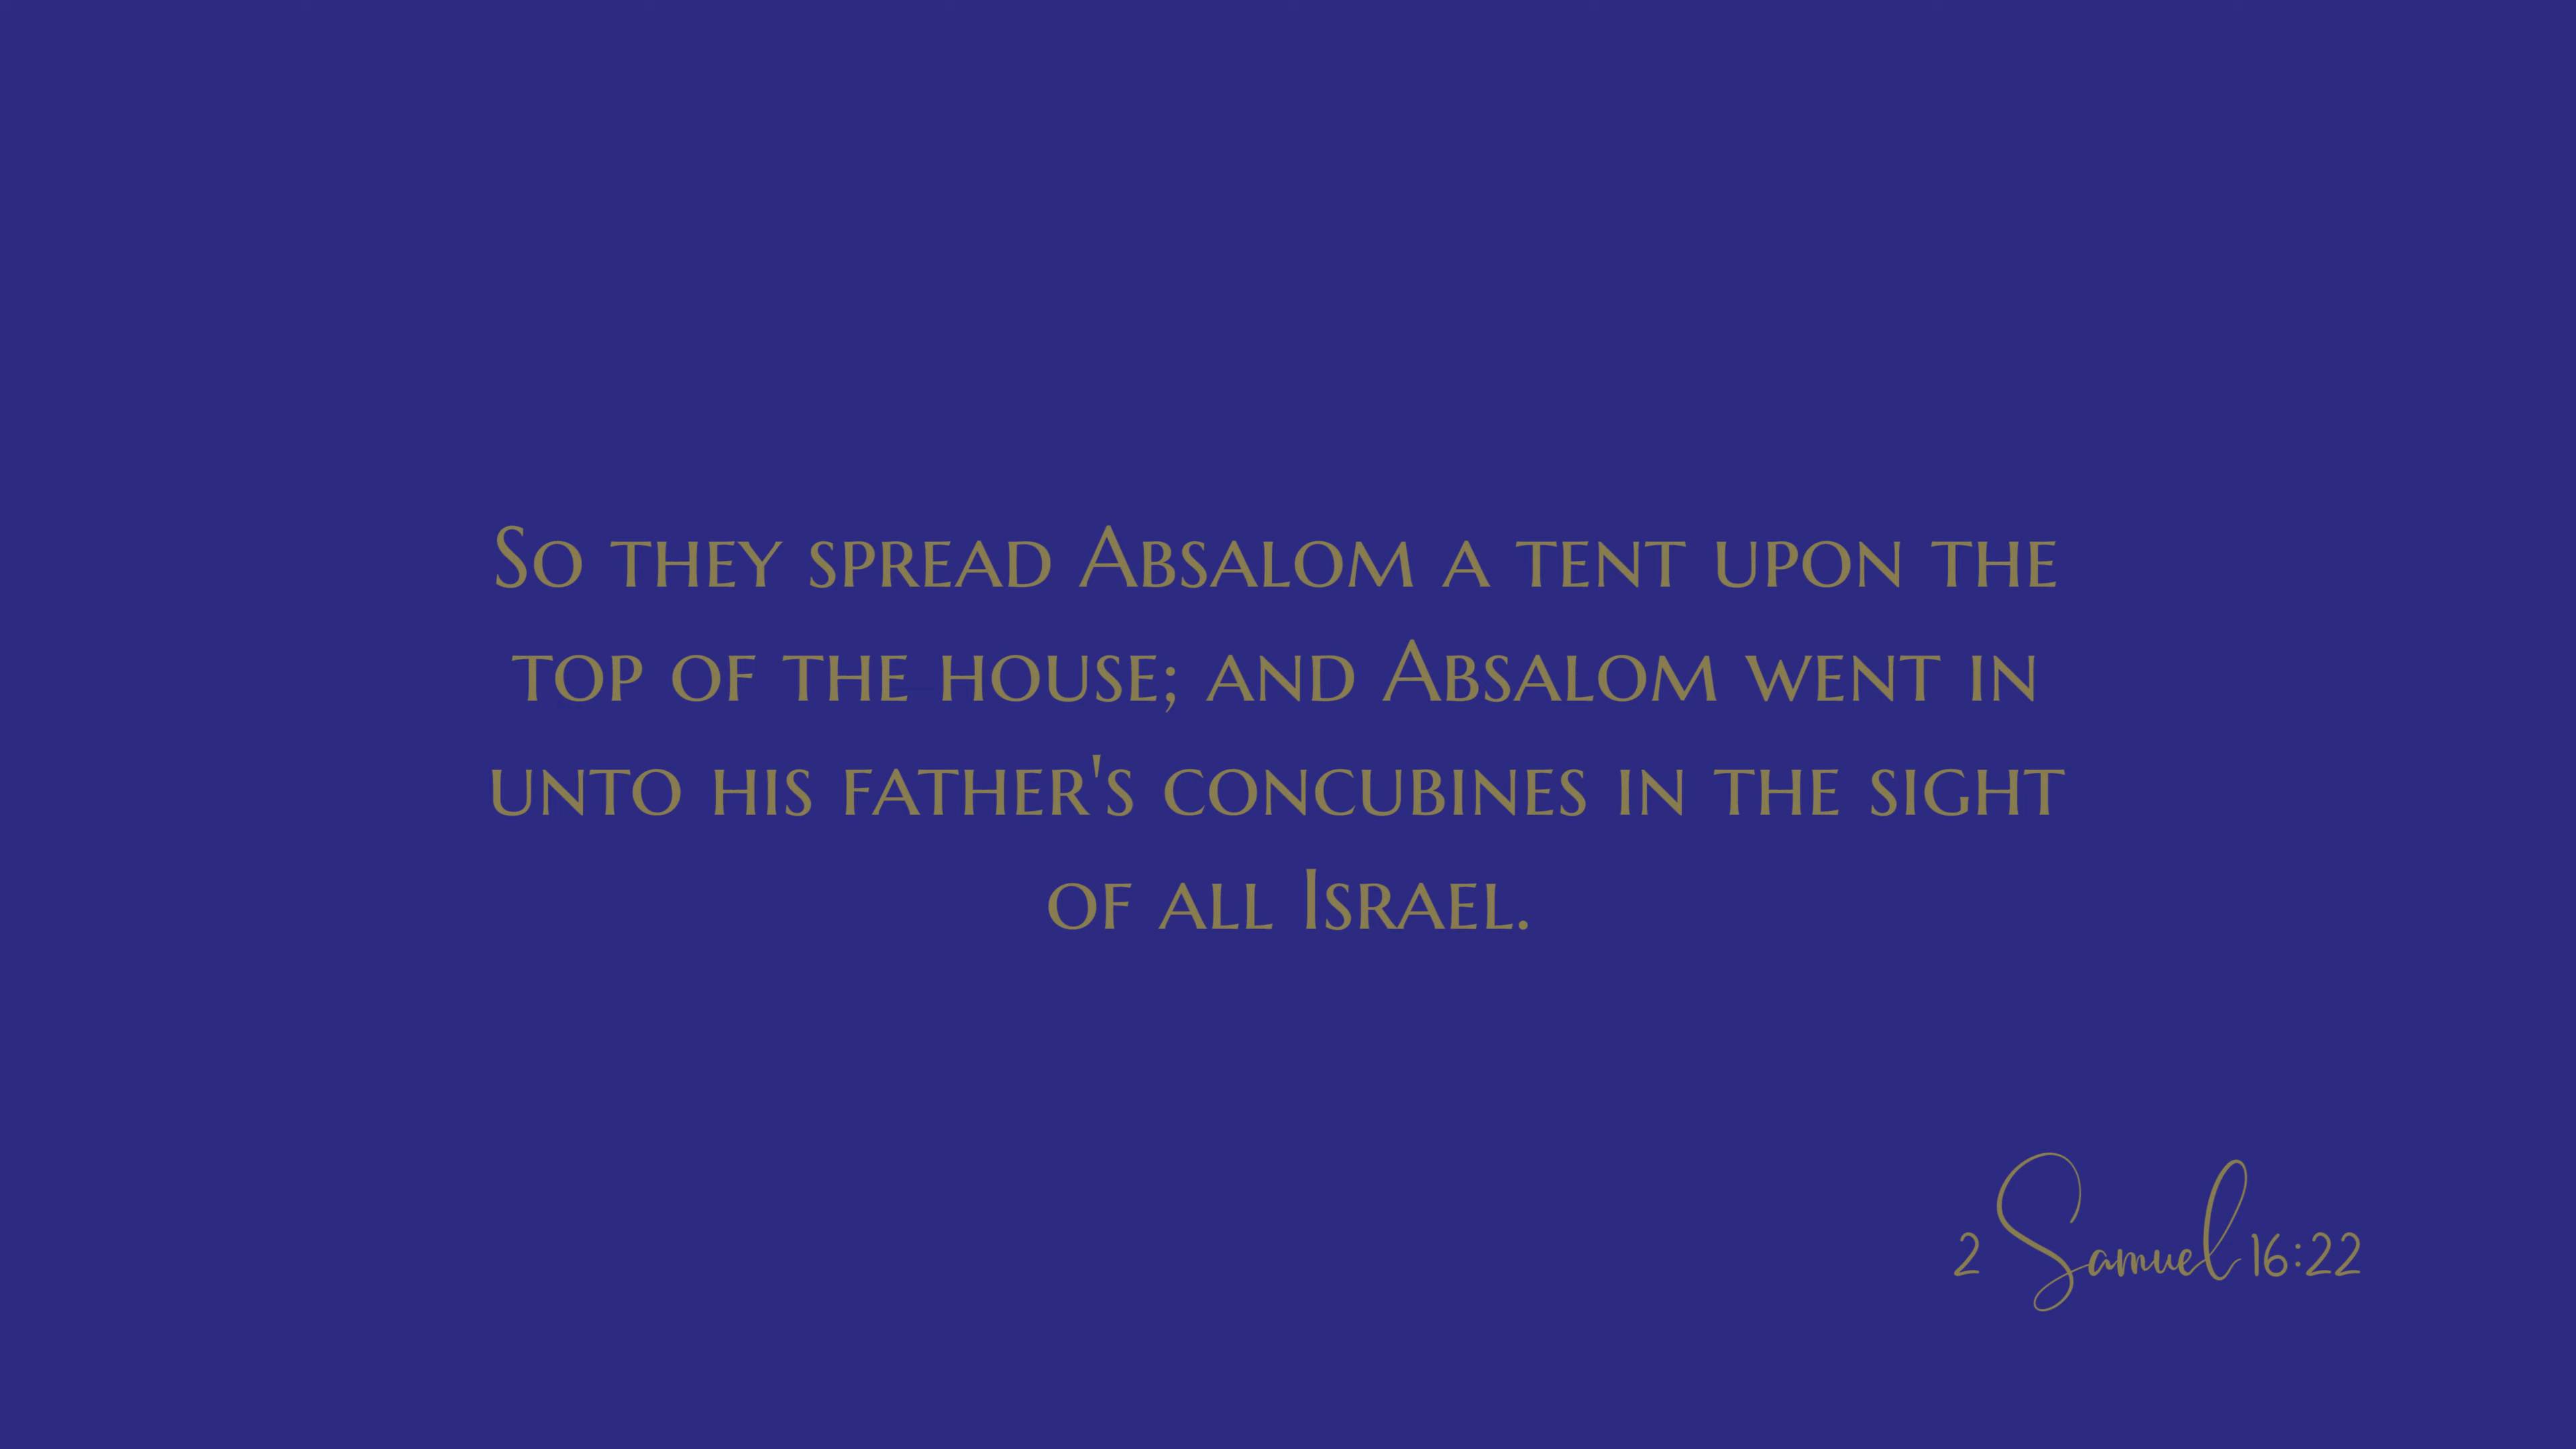 So they spread Absalom a tent upon the
top of the house; and Absalom went in
unto his father's concubines in the sight
of all Israel.
2 Samuel 16:22